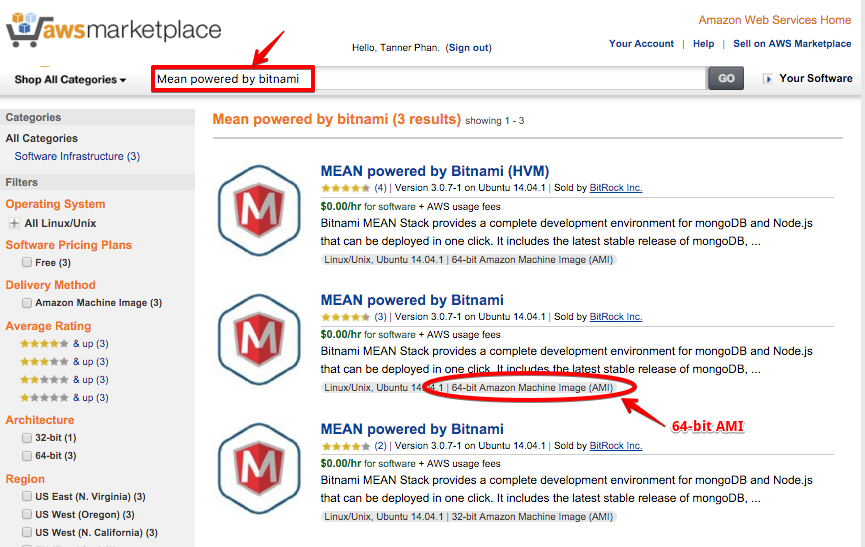 awsmarketplace
Amazon Web Services Home
Hello, Tanner Phan. (Sign out)
Your Account | Help | Sell on AWS Marketplace
Shop All Categories
Mean powered by bitnami
GO
Your Software
Categories
All Categories
Software Infrastructure (3)
Filters
Operating System
All Linux/Unix
Software Pricing Plans
Free (3)
Delivery Method
Amazon Machine Image (3)
Average Rating
& up (3)
& up (3)
& up (3)
& up (3)
Architecture
32-bit (1)
64-bit (3)
Region
US East (N. Virginia) (3)
US West (Oregon) (3)
US West (N. California) (3)
Mean powered by bitnami (3 results) showing 1 - 3
M
MEAN powered by Bitnami (HVM)
(4) | Version 3.0.7-1 on Ubuntu 14.04.1 | Sold by BitRock Inc.
$0.00/hr for software + AWS usage fees
Bitnami MEAN Stack provides a complete development environment for mongoDB and Node.js
that can be deployed in one click. It includes the latest stable release of mongoDB, ...
Linux/Unix, Ubuntu 14.04.1 | 64-bit Amazon Machine Image (AMI)
M
MEAN powered by Bitnami
(3) | Version 3.0.7-1 on Ubuntu 14.04.1 | Sold by BitRock Inc.
$0.00/hr for software + AWS usage fees
Bitnami MEAN Stack provides a complete development environment for mongoDB and Node.js
that can be deployed in one click. It includes the latest stable release of mongoDB, ...
Linux/Unix, Ubuntu 14.04.1 | 64-bit Amazon Machine Image (AMI)
64-bit AMI
M
MEAN powered by Bitnami
(2) | Version 3.0.7-1 on Ubuntu 14.04.1 | Sold by BitRock Inc.
$0.00/hr for software + AWS usage fees
Bitnami MEAN Stack provides a complete development environment for mongoDB and Node.js
that can be deployed in one click. It includes the latest stable release of mongoDB, ...
Linux/Unix, Ubuntu 14.04.1 | 32-bit Amazon Machine Image (AMI)